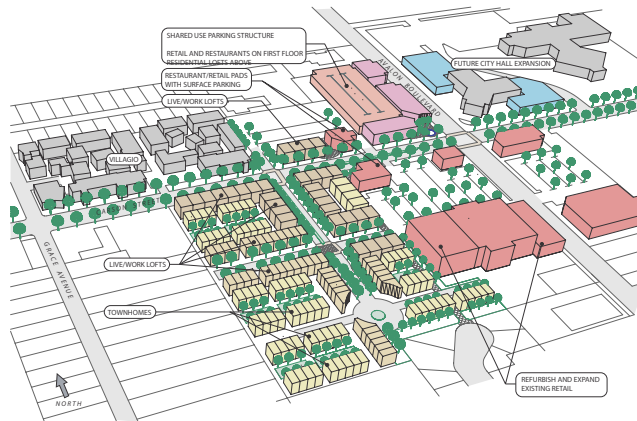 SHARED USE PARKING STRUCTURE
RETAIL AND RESTAURANTS ON FIRST FLOOR
RESIDENTIAL LOFTS ABOVE
RESTAURANT/RETAIL PADS
WITH SURFACE PARKING
LIVE/WORK LOFTS
AVALON BOULEVARD
FUTURE CITY HALL EXPANSION
VILLAGIO
CARSON STREET
GRACE AVENUE
LIVE/WORK LOFTS
TOWNHOMES
REFURBISH AND EXPAND
EXISTING RETAIL
NORTH